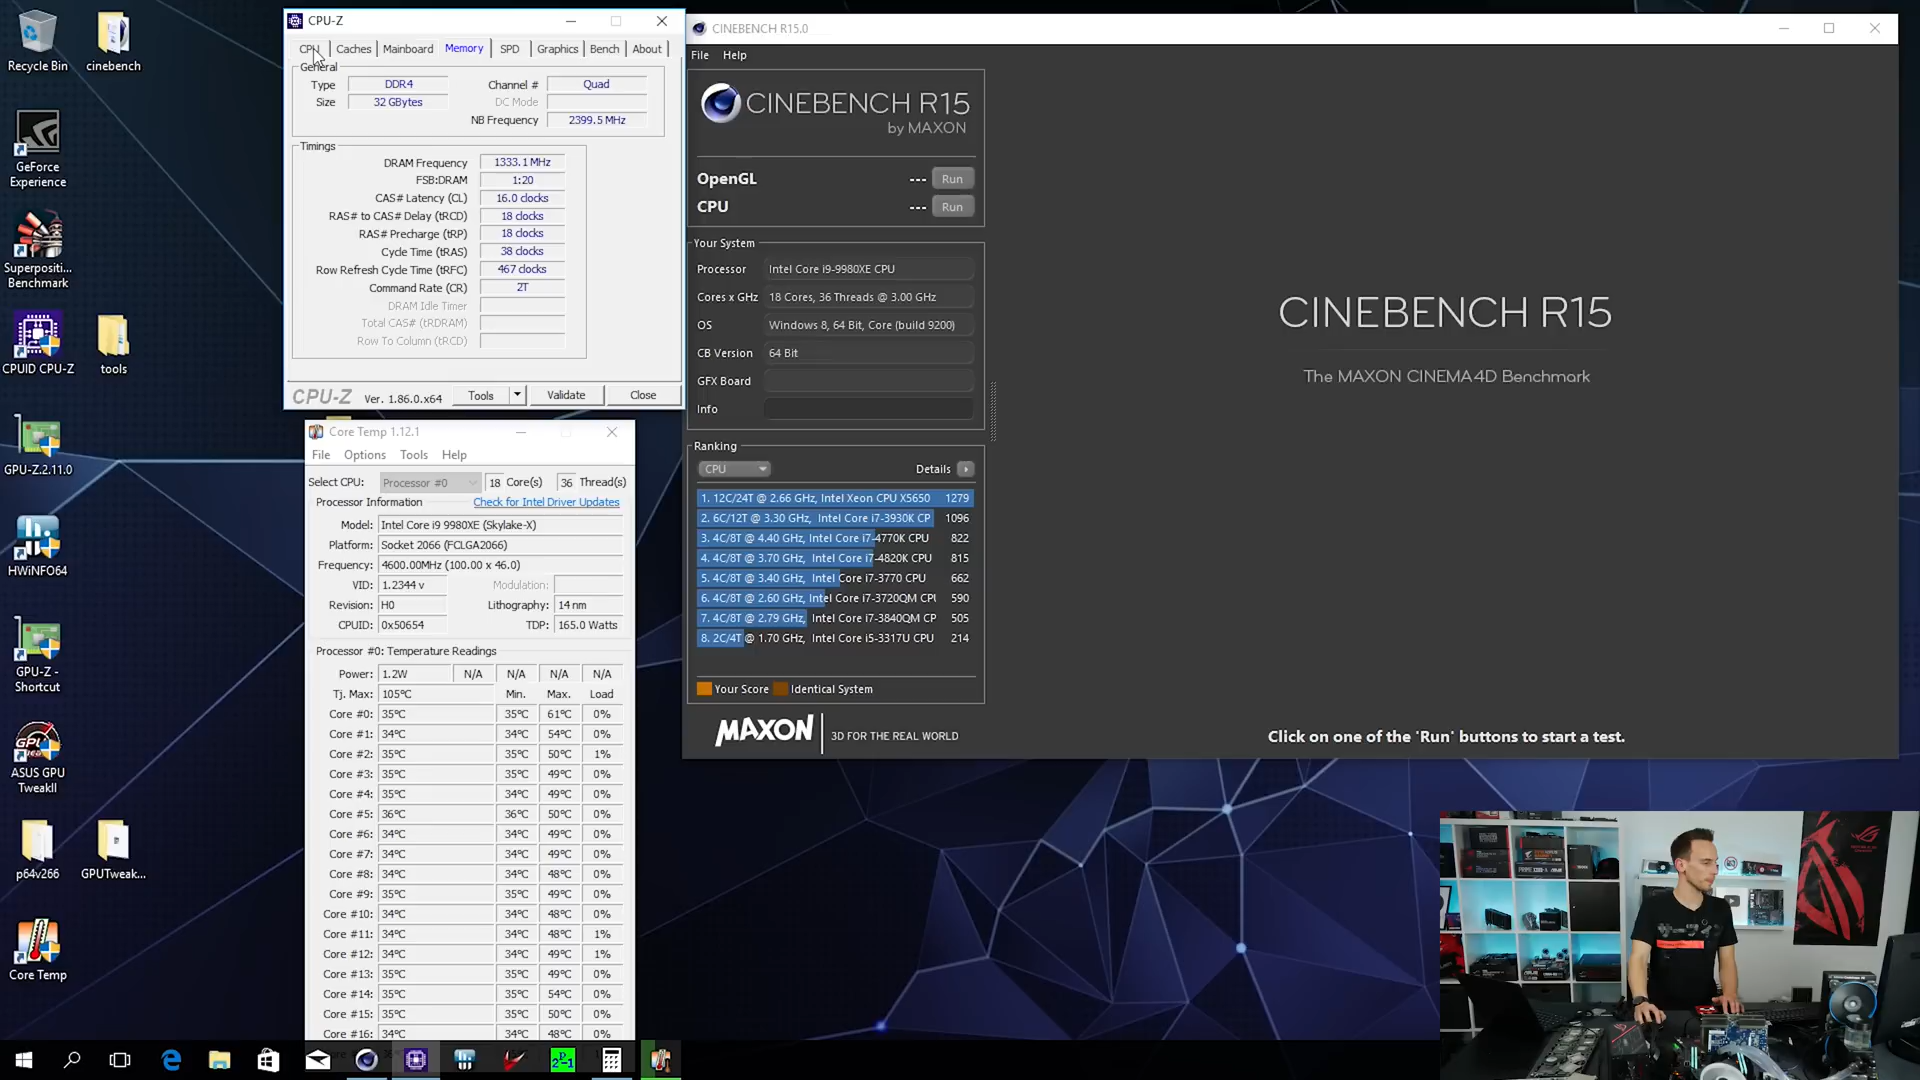 Recycle Bin
cinebench
GeForce
Experience
Superpositi...
Benchmark
CPUID CPU-Z
tools
GPU-Z.2.11.0
HWiNFO64
GPU-Z -
Shortcut
ASUS GPU
TweakII
p64v266
GPUTweak...
Core Temp
CPU-Z
CPU
Caches
Mainboard
Memory
SPD
Graphics
Bench
About
General
Type DDR4 Channel # Quad
Size 32 GBytes DC Mode
NB Frequency 2399.5 MHz
Timings
DRAM Frequency 1333.1 MHz
FSB:DRAM 1:20
CAS# Latency (CL) 16.0 clocks
RAS# to CAS# Delay (tRCD) 18 clocks
RAS# Precharge (tRP) 18 clocks
Cycle Time (tRAS) 38 clocks
Row Refresh Cycle Time (tRFC) 467 clocks
Command Rate (CR) 2T
DRAM Idle Timer
Total CAS# (tRDRAM)
Row To Column (tRCD)
CPU-Z Ver. 1.86.0.x64 Tools Validate Close
Core Temp 1.12.1
File Options Tools Help
Select CPU: Processor #0 18 Core(s) 36 Thread(s)
Processor Information Check for Intel Driver Updates
Model: Intel Core i9 9980XE (Skylake-X)
Platform: Socket 2066 (FCLGA2066)
Frequency: 4600.00MHz (100.00 x 46.0)
VID: 1.2344 v Modulation:
Revision: H0 Lithography: 14 nm
CPUID: 0x50654 TDP: 165.0 Watts
Processor #0: Temperature Readings
Power: 1.2W N/A N/A N/A N/A
Tj. Max: 105°C Min. Max. Load
Core #0: 35°C 35°C 61°C 0%
Core #1: 34°C 34°C 54°C 0%
Core #2: 35°C 35°C 50°C 1%
Core #3: 35°C 35°C 49°C 0%
Core #4: 35°C 34°C 49°C 0%
Core #5: 36°C 36°C 50°C 0%
Core #6: 34°C 34°C 49°C 0%
Core #7: 34°C 34°C 49°C 0%
Core #8: 34°C 34°C 48°C 0%
Core #9: 35°C 35°C 49°C 0%
Core #10: 34°C 34°C 48°C 0%
Core #11: 34°C 34°C 48°C 1%
Core #12: 34°C 34°C 49°C 1%
Core #13: 35°C 35°C 49°C 0%
Core #14: 35°C 35°C 54°C 0%
Core #15: 35°C 35°C 50°C 0%
Core #16: 34°C 34°C 48°C 0%
CINEBENCH R15.0
File Help
CINEBENCH R15
by MAXON
OpenGL --- Run
CPU --- Run
Your System
Processor Intel Core i9-9980XE CPU
Cores x GHz 18 Cores, 36 Threads @ 3.00 GHz
OS Windows 8, 64 Bit, Core (build 9200)
CB Version 64 Bit
GFX Board
Info
Ranking
CPU Details
1. 12C/24T @ 2.66 GHz, Intel Xeon CPU X5650 1279
2. 6C/12T @ 3.30 GHz, Intel Core i7-3930K CP 1096
3. 4C/8T @ 4.40 GHz, Intel Core i7-4770K CPU 822
4. 4C/8T @ 3.70 GHz, Intel Core i7-4820K CPU 815
5. 4C/8T @ 3.40 GHz, Intel Core i7-3770 CPU 662
6. 4C/8T @ 2.60 GHz, Intel Core i7-3720QM CPU 590
7. 4C/8T @ 2.79 GHz, Intel Core i7-3840QM CP 505
8. 2C/4T @ 1.70 GHz, Intel Core i5-3317U CPU 214
Your Score Identical System
MAXON 3D FOR THE REAL WORLD
CINEBENCH R15
The MAXON CINEMA4D Benchmark
Click on one of the 'Run' buttons to start a test.